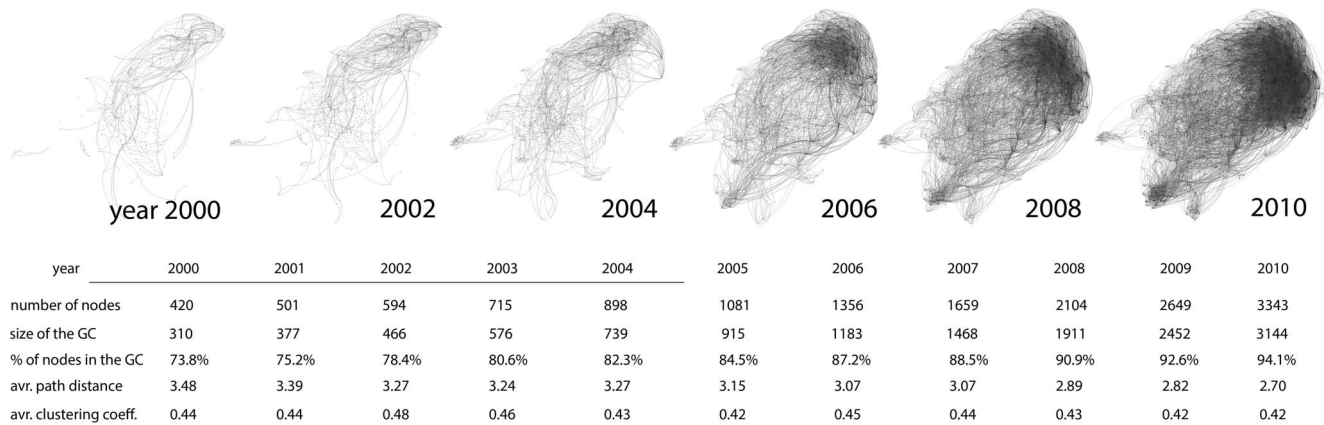 year 2000 2002 2004 2006 2008 2010
year 2000 2001 2002 2003 2004 2005 2006 2007 2008 2009 2010
number of nodes 420 501 594 715 898 1081 1356 1659 2104 2649 3343
size of the GC 310 377 466 576 739 915 1183 1468 1911 2452 3144
% of nodes in the GC 73.8% 75.2% 78.4% 80.6% 82.3% 84.5% 87.2% 88.5% 90.9% 92.6% 94.1%
avr. path distance 3.48 3.39 3.27 3.24 3.27 3.15 3.07 3.07 2.89 2.82 2.70
avr. clustering coeff. 0.44 0.44 0.48 0.46 0.43 0.42 0.45 0.44 0.43 0.42 0.42